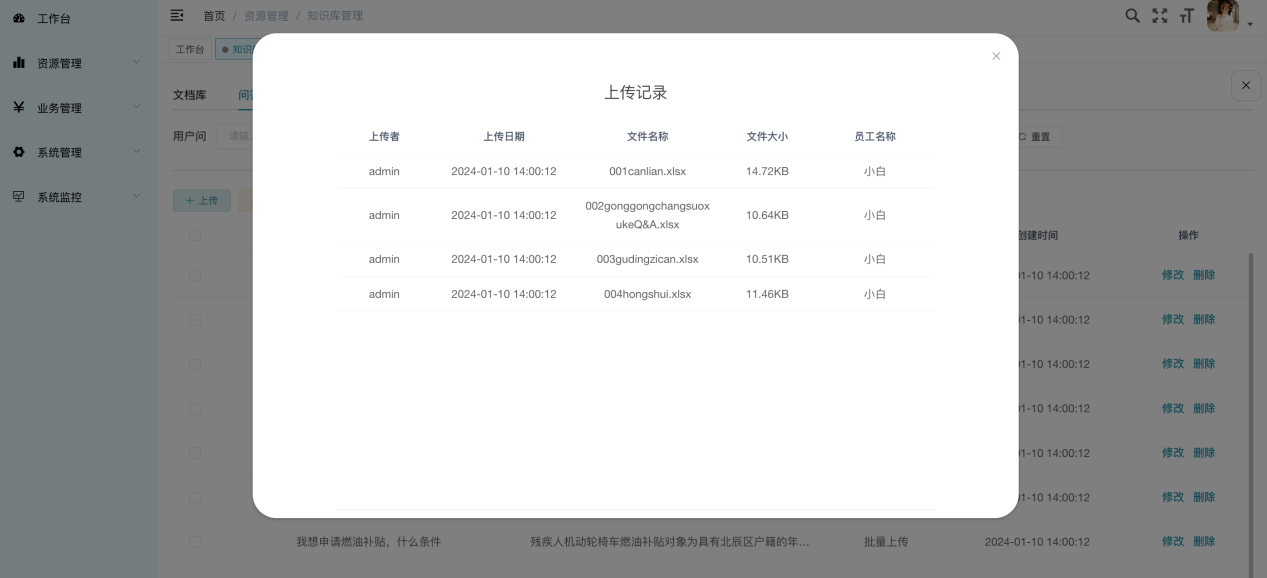 工作台
首页 / 资源管理 / 知识库管理
工作台
知识
资源管理
业务管理
系统管理
系统监控
文档库
用户问
重置
+ 上传
创建时间 操作
上传记录
上传者 上传日期 文件名称 文件大小 员工名称
admin 2024-01-10 14:00:12 001canlian.xlsx 14.72KB 小白
admin 2024-01-10 14:00:12 002gonggongchangsuox
ukeQ&A.xlsx 10.64KB 小白
admin 2024-01-10 14:00:12 003gudingzican.xlsx 10.51KB 小白
admin 2024-01-10 14:00:12 004hongshui.xlsx 11.46KB 小白
01-10 14:00:12 修改 删除
01-10 14:00:12 修改 删除
01-10 14:00:12 修改 删除
01-10 14:00:12 修改 删除
01-10 14:00:12 修改 删除
01-10 14:00:12 修改 删除
我想申请燃油补贴，什么条件 残疾人机动轮椅车燃油补贴对象为具有北辰区户籍的年... 批量上传 2024-01-10 14:00:12 修改 删除